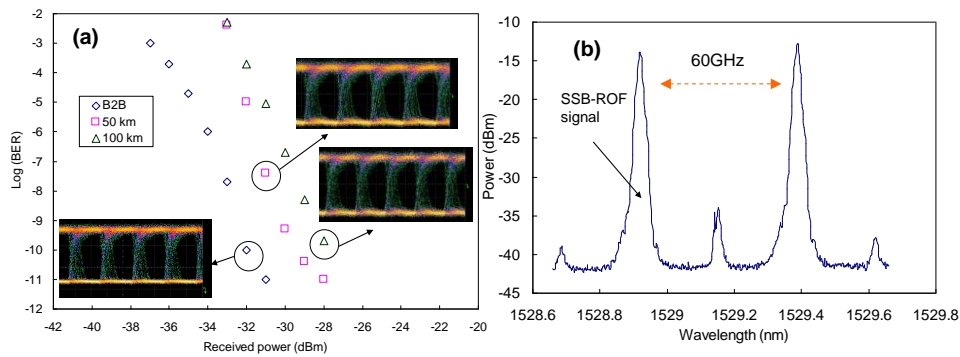 (a)
Log (BER)
-2
-3
-4
-5
-6
-7
-8
-9
-10
-11
-12
B2B
50 km
100 km
-42 -40 -38 -36 -34 -32 -30 -28 -26 -24 -22 -20
Received power (dBm)
(b)
Power (dBm)
-10
-15
-20
-25
-30
-35
-40
-45
60GHz
SSB-ROF
signal
1528.6 1528.8 1529 1529.2 1529.4 1529.6 1529.8
Wavelength (nm)